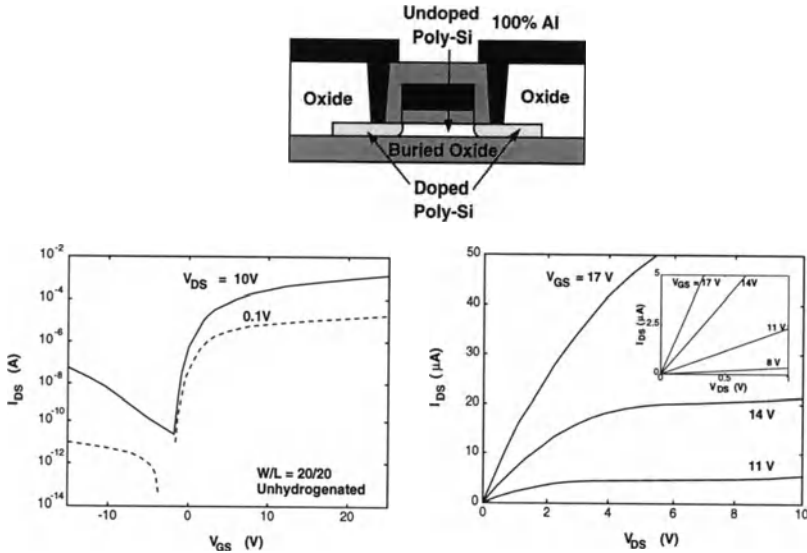 Undoped
Poly-Si
100% Al
Oxide
Oxide
Buried Oxide
Doped
Poly-Si
10⁻²
10⁻⁴
10⁻⁶
10⁻⁸
10⁻¹⁰
10⁻¹²
10⁻¹⁴
I_DS (A)
V_DS = 10V
0.1V
W/L = 20/20
Unhydrogenated
-10
0
10
20
V_GS (V)
50
40
30
20
10
0
I_DS (μA)
V_GS = 17 V
14 V
11 V
0
2
4
6
8
10
V_DS (V)
5
2.5
0
I_DS (μA)
V_GS = 17 V
14V
11 V
8 V
0
0.5
1
V_DS (V)